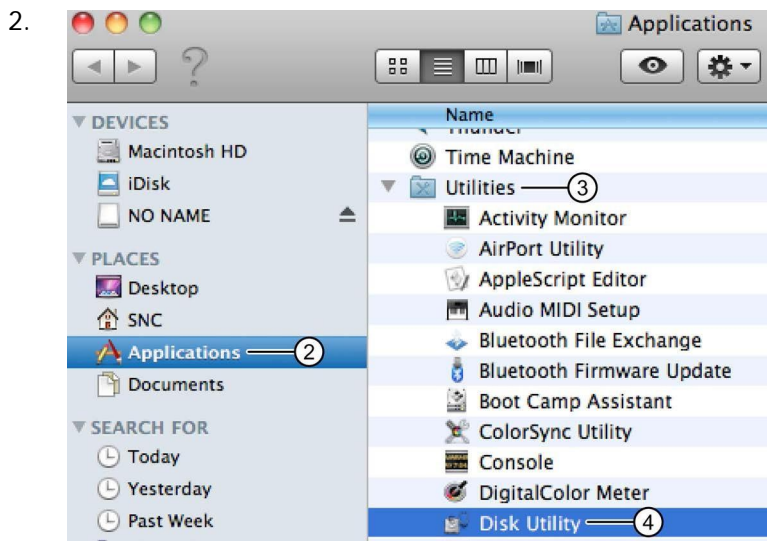 2.
Applications
?
Name
Thunder
DEVICES
Macintosh HD
iDisk
NO NAME
PLACES
Desktop
SNC
Applications 2
Documents
SEARCH FOR
Today
Yesterday
Past Week
Time Machine
Utilities 3
Activity Monitor
AirPort Utility
AppleScript Editor
Audio MIDI Setup
Bluetooth File Exchange
Bluetooth Firmware Update
Boot Camp Assistant
ColorSync Utility
Console
DigitalColor Meter
Disk Utility 4